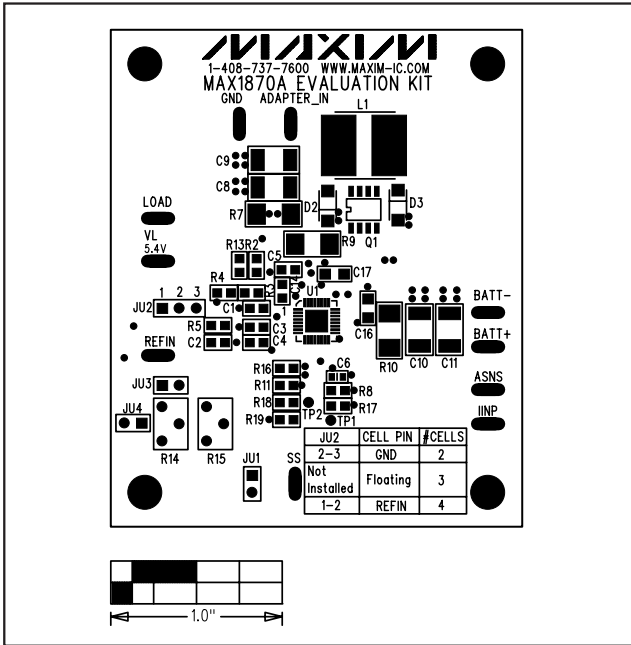 MAXIM
1-408-737-7600 WWW.MAXIM-IC.COM
MAX1870A EVALUATION KIT
GND ADAPTER_IN
L1
C9
C8
R7
D2
D3
Q1
LOAD
VL
5.4V
R13 R2
C5
R9
R4
C17
U1
JU2 1 2 3
C1
1
C16
BATT-
R5
C3
C2
C4
R10
C10
C11
BATT+
REFIN
R16
C6
JU3
R11
R8
ASNS
JU4
R18
TP2
R17
R19
TP1
IINP
R14
R15
JU1
SS
JU2 CELL PIN #CELLS
2-3 GND 2
Not Installed Floating 3
1-2 REFIN 4
1.0"